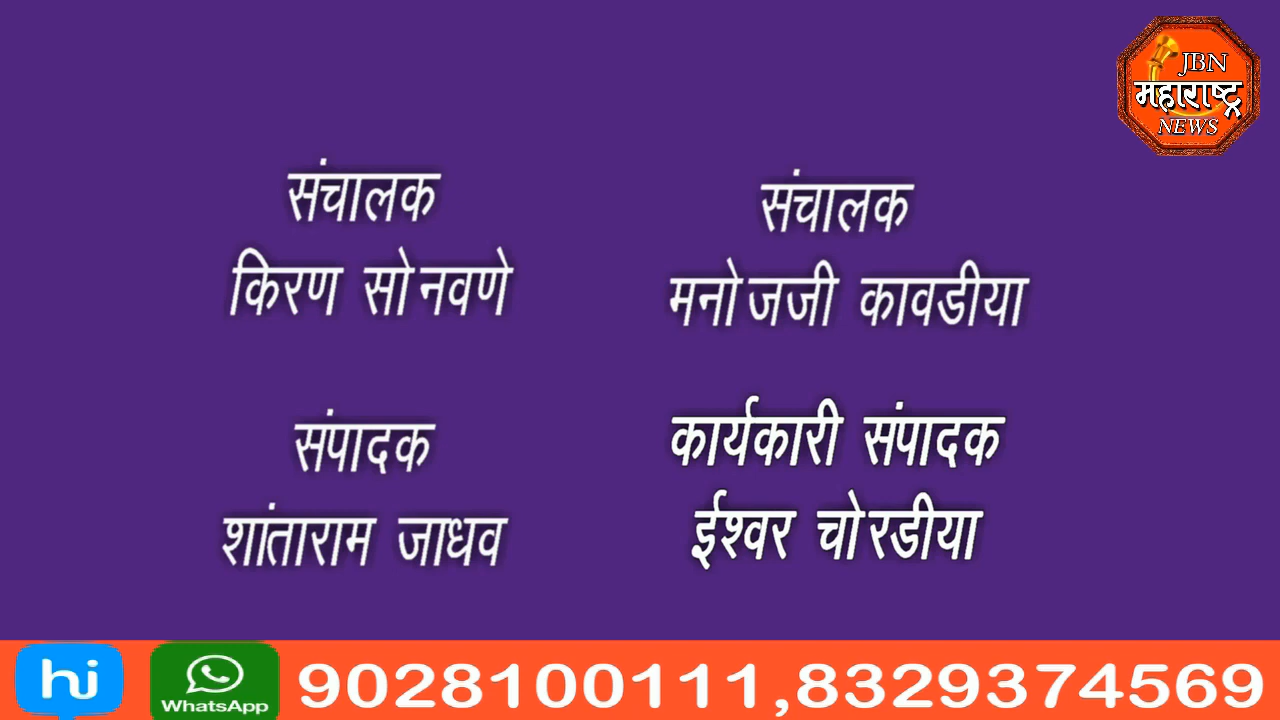 JBN
महाराष्ट्र
NEWS
संचालक
किरण सोनवणे
संचालक
मनोजजी कावडीया
संपादक
शांताराम जाधव
कार्यकारी संपादक
ईश्वर चोरडीया
hi
WhatsApp
9028100111,8329374569